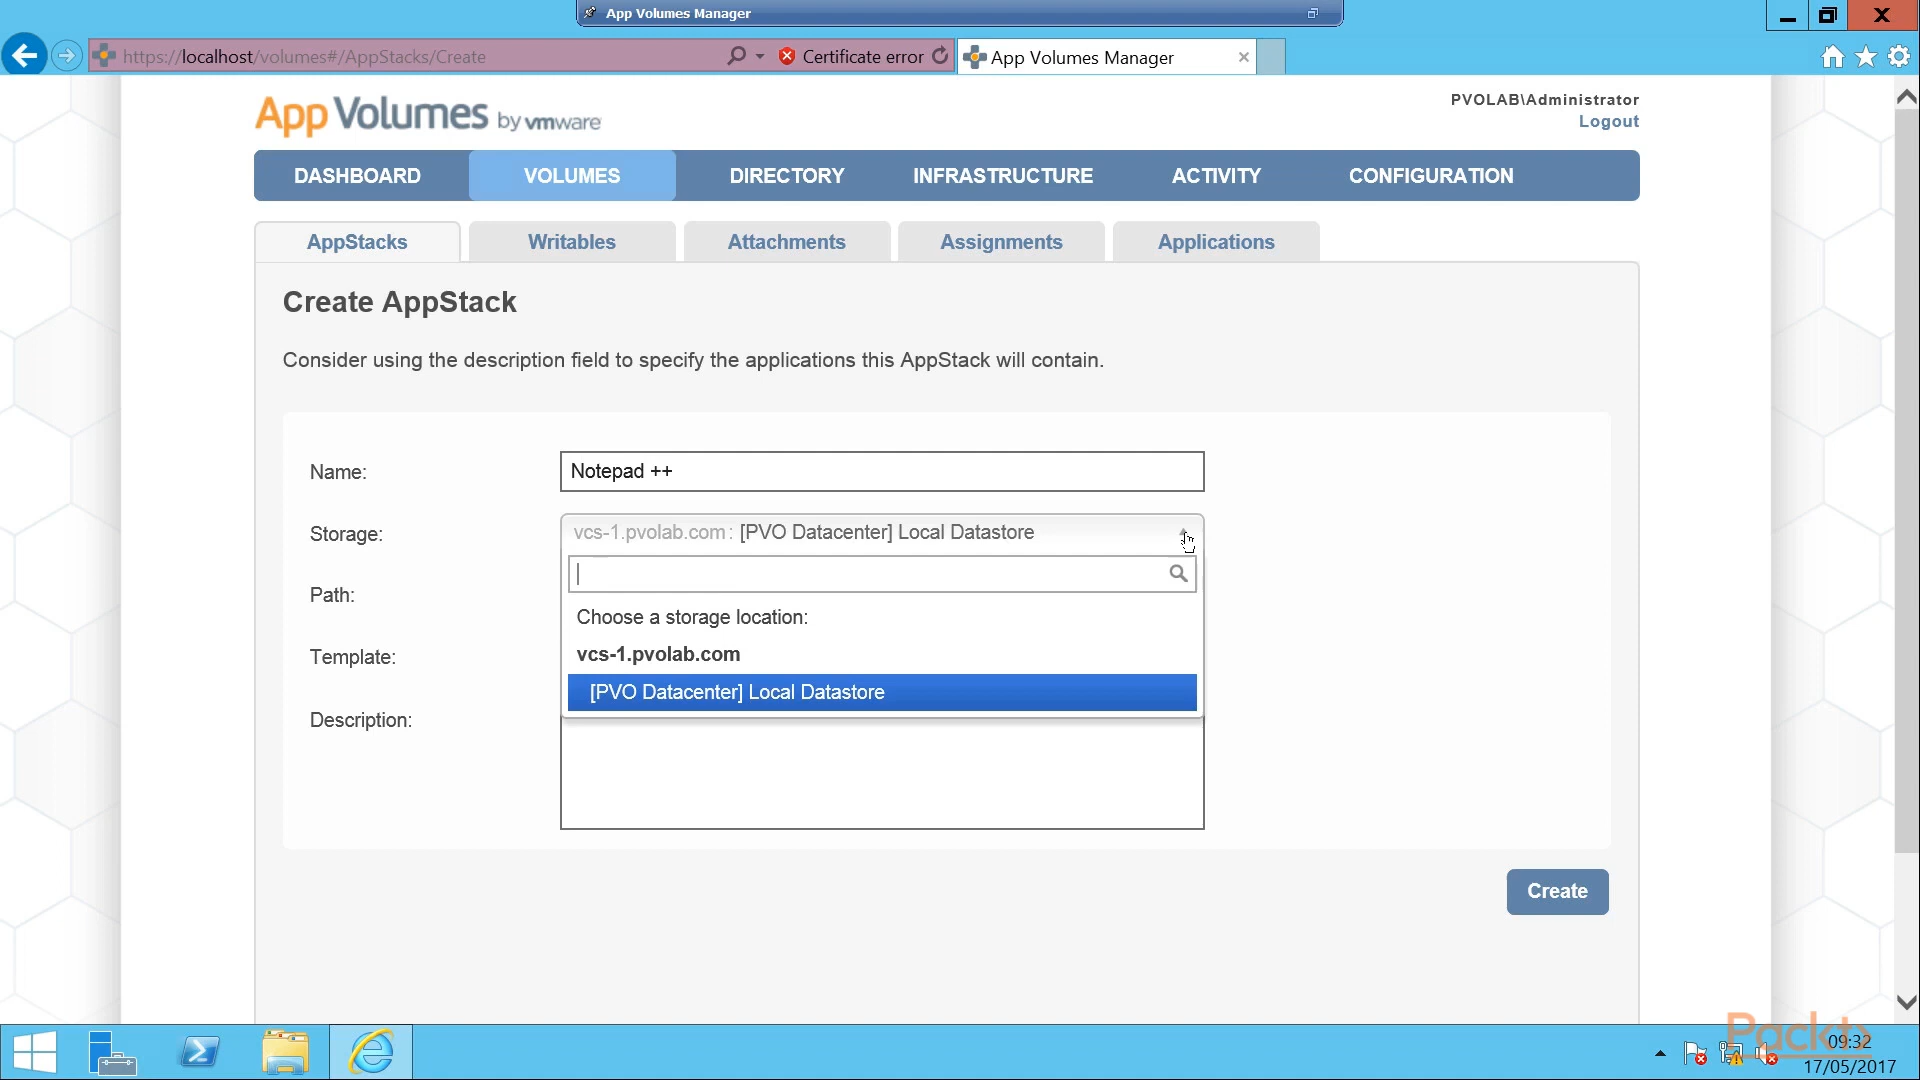 App Volumes Manager
https://localhost/volumes#/AppStacks/Create
Certificate error
App Volumes Manager
App Volumes by vmware
PVOLAB\Administrator
Logout
DASHBOARD
VOLUMES
DIRECTORY
INFRASTRUCTURE
ACTIVITY
CONFIGURATION
AppStacks
Writables
Attachments
Assignments
Applications
Create AppStack
Consider using the description field to specify the applications this AppStack will contain.
Name:
Notepad ++
Storage:
vcs-1.pvolab.com: [PVO Datacenter] Local Datastore
Path:
Choose a storage location:
Template:
vcs-1.pvolab.com
[PVO Datacenter] Local Datastore
Description:
Create
Packt
09:32
17/05/2017